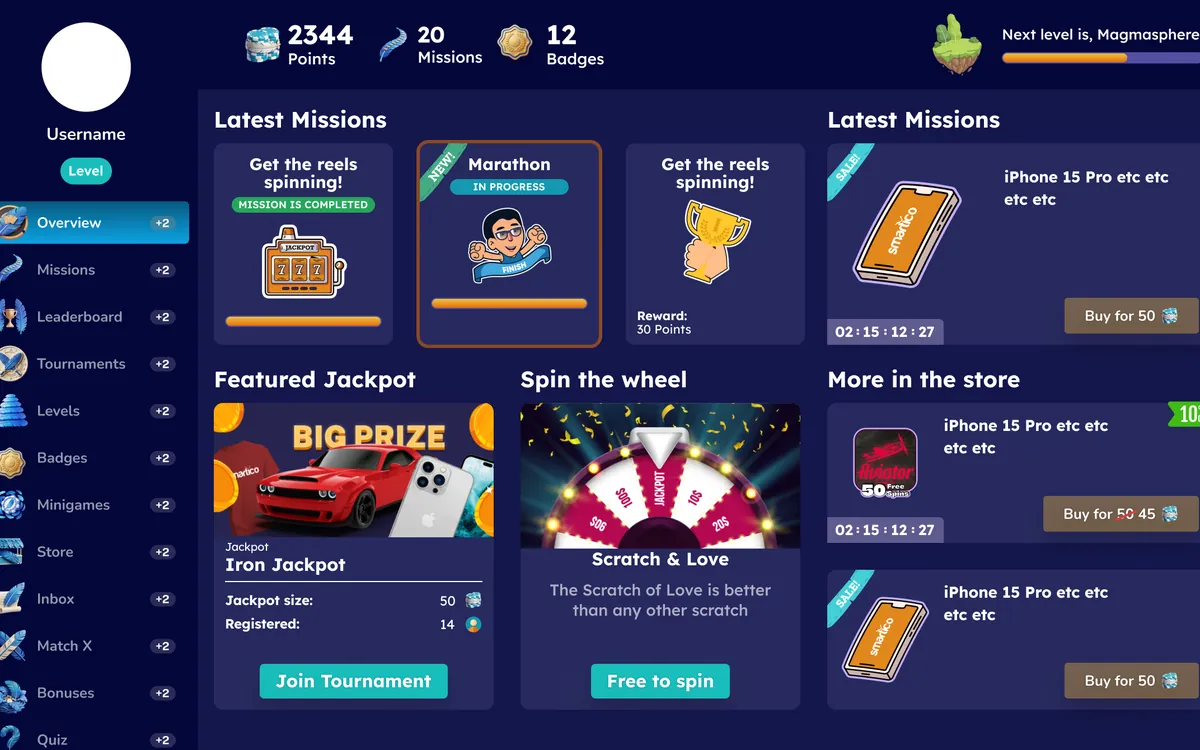 2344
Points
20
Missions
12
Badges
Next level is, Magmasphere
Username
Level
Overview +2
Missions +2
Leaderboard +2
Tournaments +2
Levels +2
Badges +2
Minigames +2
Store +2
Inbox +2
Match X +2
Bonuses +2
Quiz +2
Latest Missions
Get the reels
spinning!
MISSION IS COMPLETED
JACKPOT
7 7 7
NEW!
Marathon
IN PROGRESS
FINISH
Get the reels
spinning!
1
Reward:
30 Points
Latest Missions
SALE!
smartico
iPhone 15 Pro etc etc
etc etc
02 : 15 : 12 : 27
Buy for 50
Featured Jackpot
BIG PRIZE
martico
Jackpot
Iron Jackpot
Jackpot size: 50
Registered: 14
Join Tournament
Spin the wheel
90$
100$
JACKPOT
10$
20$
Scratch & Love
The Scratch of Love is better
than any other scratch
Free to spin
More in the store
10
Aviator
50 Free
Spins
iPhone 15 Pro etc etc
etc etc
02 : 15 : 12 : 27
Buy for 50 45
SALE!
smartico
iPhone 15 Pro etc etc
etc etc
Buy for 50